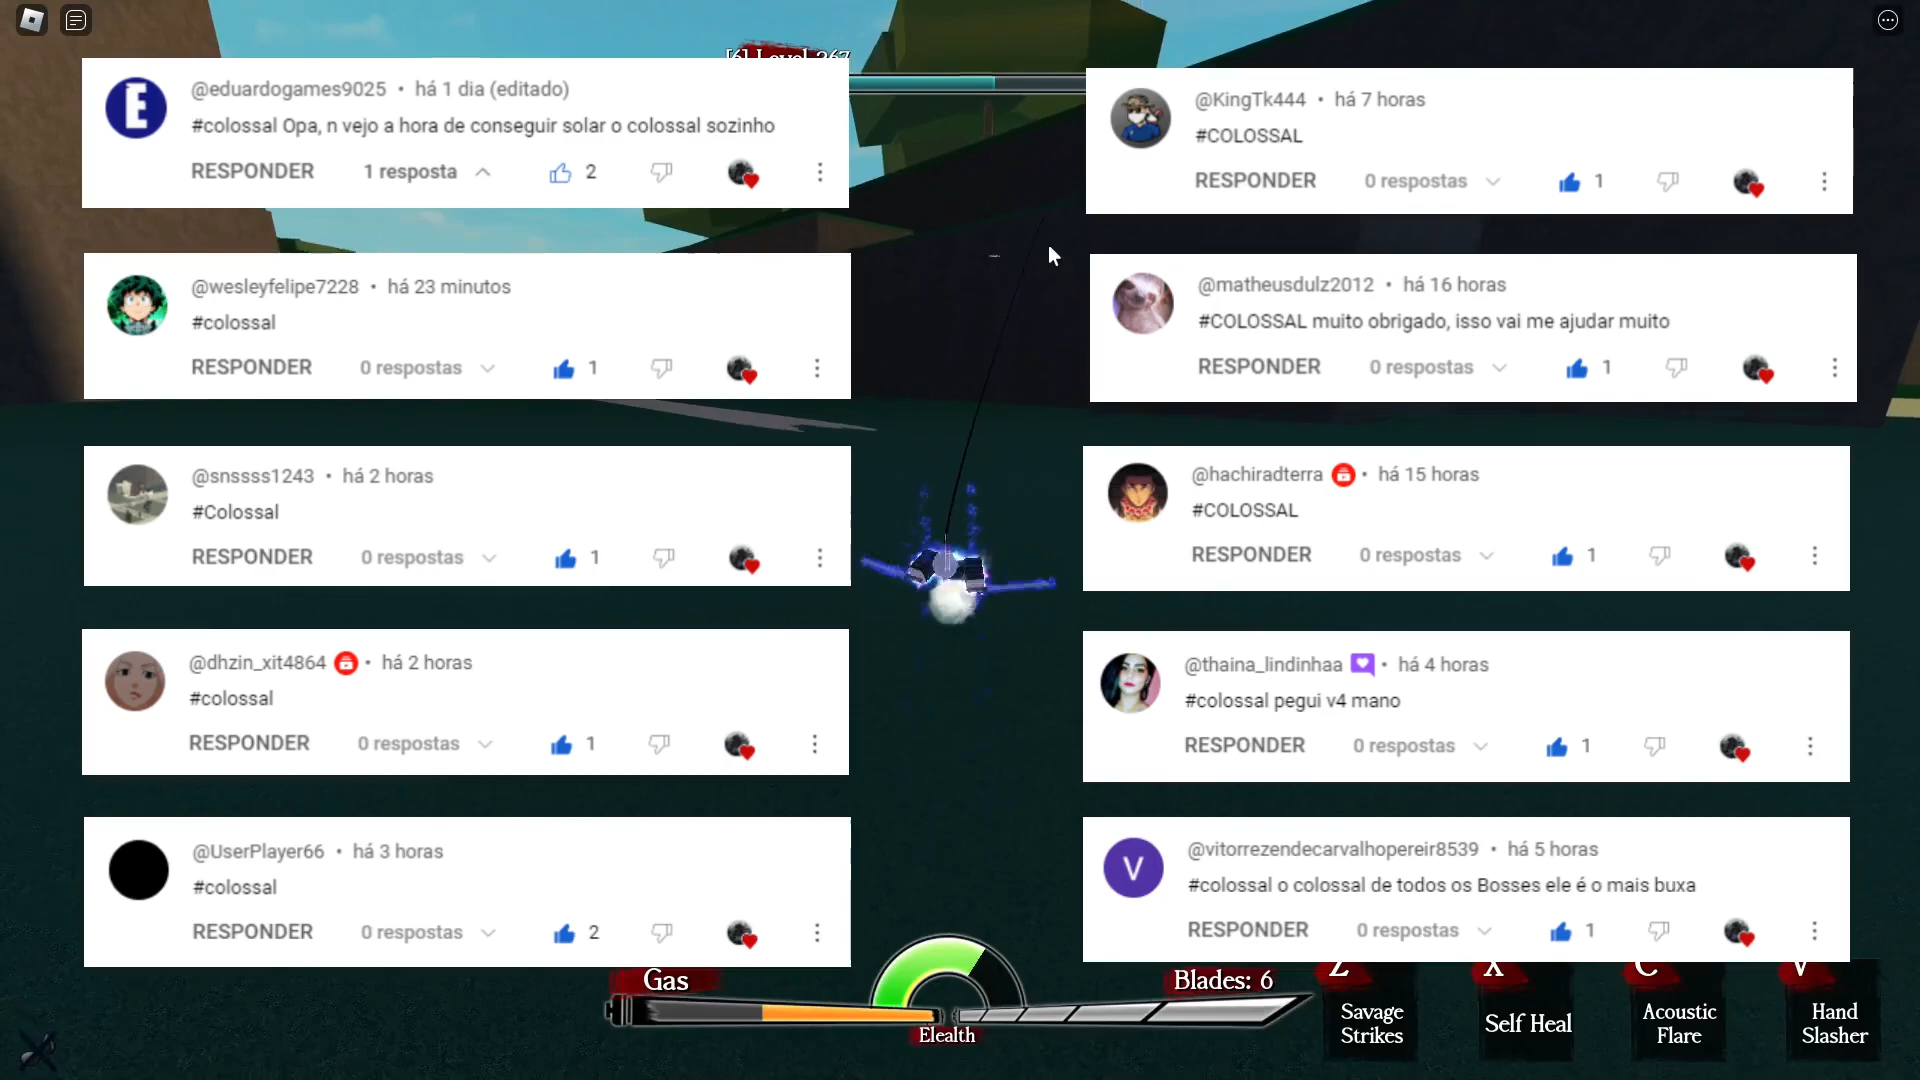 [6] Level 267
@eduardogames9025 • há 1 dia (editado)
#colossal Opa, n vejo a hora de conseguir solar o colossal sozinho
RESPONDER 1 resposta 2
@wesleyfelipe7228 • há 23 minutos
#colossal
RESPONDER 0 respostas 1
@snssss1243 • há 2 horas
#Colossal
RESPONDER 0 respostas 1
@dhzin_xit4864 • há 2 horas
#colossal
RESPONDER 0 respostas 1
@UserPlayer66 • há 3 horas
#colossal
RESPONDER 0 respostas 2
@KingTk444 • há 7 horas
#COLOSSAL
RESPONDER 0 respostas 1
@matheusdulz2012 • há 16 horas
#COLOSSAL muito obrigado, isso vai me ajudar muito
RESPONDER 0 respostas 1
@hachiradterra • há 15 horas
#COLOSSAL
RESPONDER 0 respostas 1
@thaina_lindinhaa • há 4 horas
#colossal pegui v4 mano
RESPONDER 0 respostas 1
@vitorrezendecarvalhopereir8539 • há 5 horas
#colossal o colossal de todos os Bosses ele é o mais buxa
RESPONDER 0 respostas 1
E
V
Gas
Elealth
Blades: 6
Z
Savage
Strikes
X
Self Heal
C
Acoustic
Flare
V
Hand
Slasher